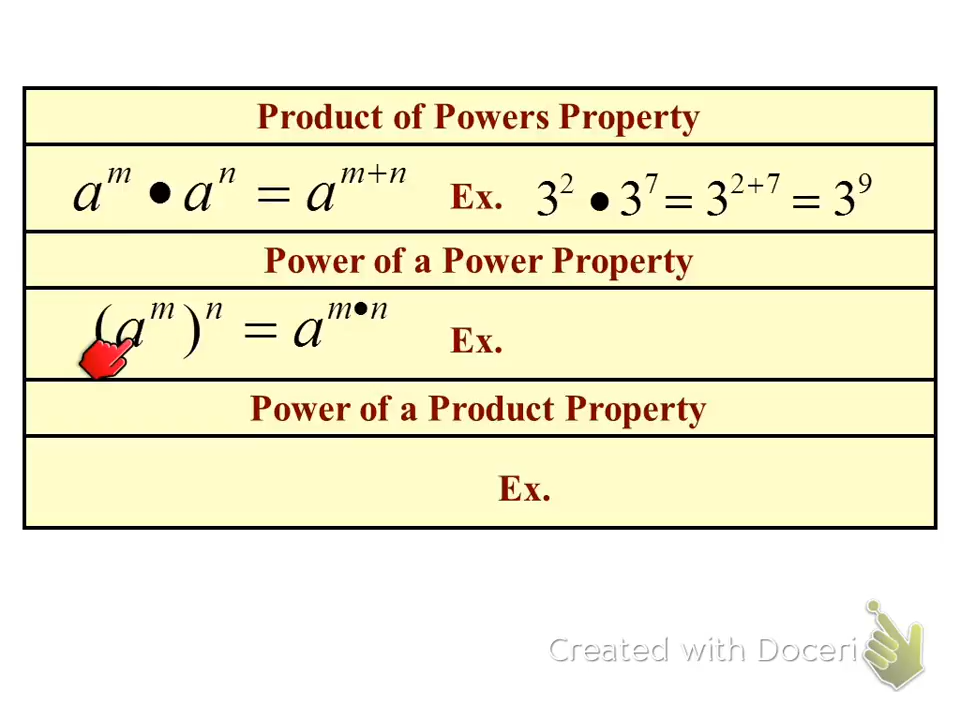 Product of Powers Property
a^m • a^n = a^{m+n} Ex. 3^2 • 3^7 = 3^{2+7} = 3^9
Power of a Power Property
(a^m)^n = a^{m•n} Ex.
Power of a Product Property
Ex.
Created with Doceri